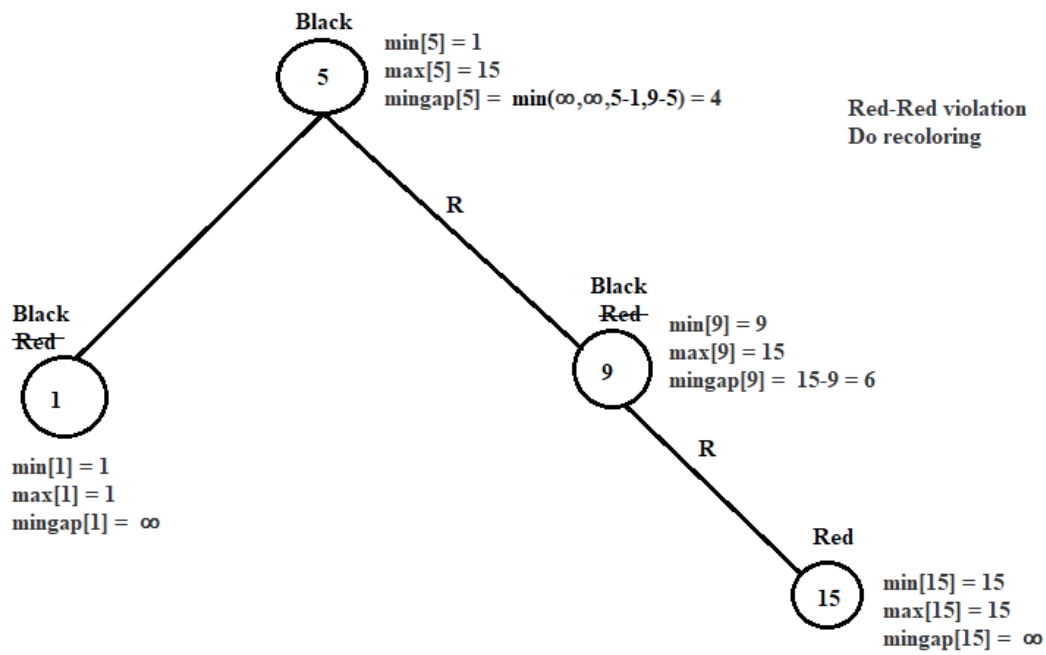 Black
5
min[5] = 1
max[5] = 15
mingap[5] = min(∞,∞,5-1,9-5) = 4
Red-Red violation
Do recoloring
R
Black
Red
9
min[9] = 9
max[9] = 15
mingap[9] = 15-9 = 6
Black
Red
1
min[1] = 1
max[1] = 1
mingap[1] = ∞
R
Red
15
min[15] = 15
max[15] = 15
mingap[15] = ∞